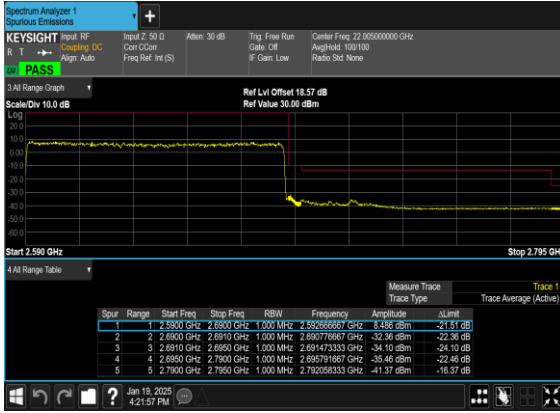 Spectrum Analyzer 1
Spurious Emissions
KEYSIGHT Input: RF Input Z: 50 Ω Atten: 30 dB Trig: Free Run Center Freq: 22.005000000 GHz
R T Coupling: DC Corr CCorr Gate: Off Avg|Hold: 100/100
Align: Auto Freq Ref: Int (S) IF Gain: Low Radio Std: None
PASS
3.All Range Graph
Ref Lvl Offset 18.57 dB
Scale/Div 10.0 dB Ref Value 30.00 dBm
Log
20.0
10.0
0.00
-10.0
-20.0
-30.0
-40.0
-50.0
-60.0
Start 2.590 GHz Stop 2.795 GH
4.All Range Table
Measure Trace Trace 1
Trace Type Trace Average (Active)
Spur Range Start Freq Stop Freq RBW Frequency Amplitude ΔLimit
1 1 2.5900 GHz 2.6900 GHz 1.000 MHz 2.592666667 GHz 8.486 dBm -21.51 dB
2 2 2.6900 GHz 2.6910 GHz 1.000 MHz 2.690776667 GHz -32.36 dBm -22.36 dB
3 3 2.6910 GHz 2.6950 GHz 1.000 MHz 2.691473333 GHz -34.10 dBm -24.10 dB
4 4 2.6950 GHz 2.7900 GHz 1.000 MHz 2.695791667 GHz -35.46 dBm -22.46 dB
5 5 2.7900 GHz 2.7950 GHz 1.000 MHz 2.792058333 GHz -41.37 dBm -16.37 dB
Jan 19, 2025
4:21:57 PM